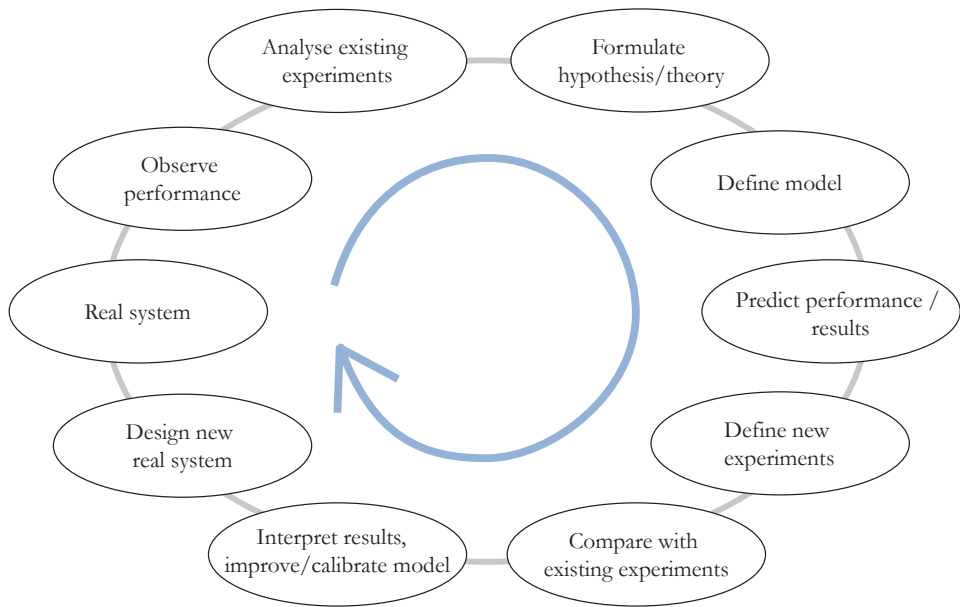 Analyse existing
experiments
Formulate
hypothesis/theory
Observe
performance
Define model
Real system
Predict performance /
results
Design new
real system
Define new
experiments
Interpret results,
improve/calibrate model
Compare with
existing experiments